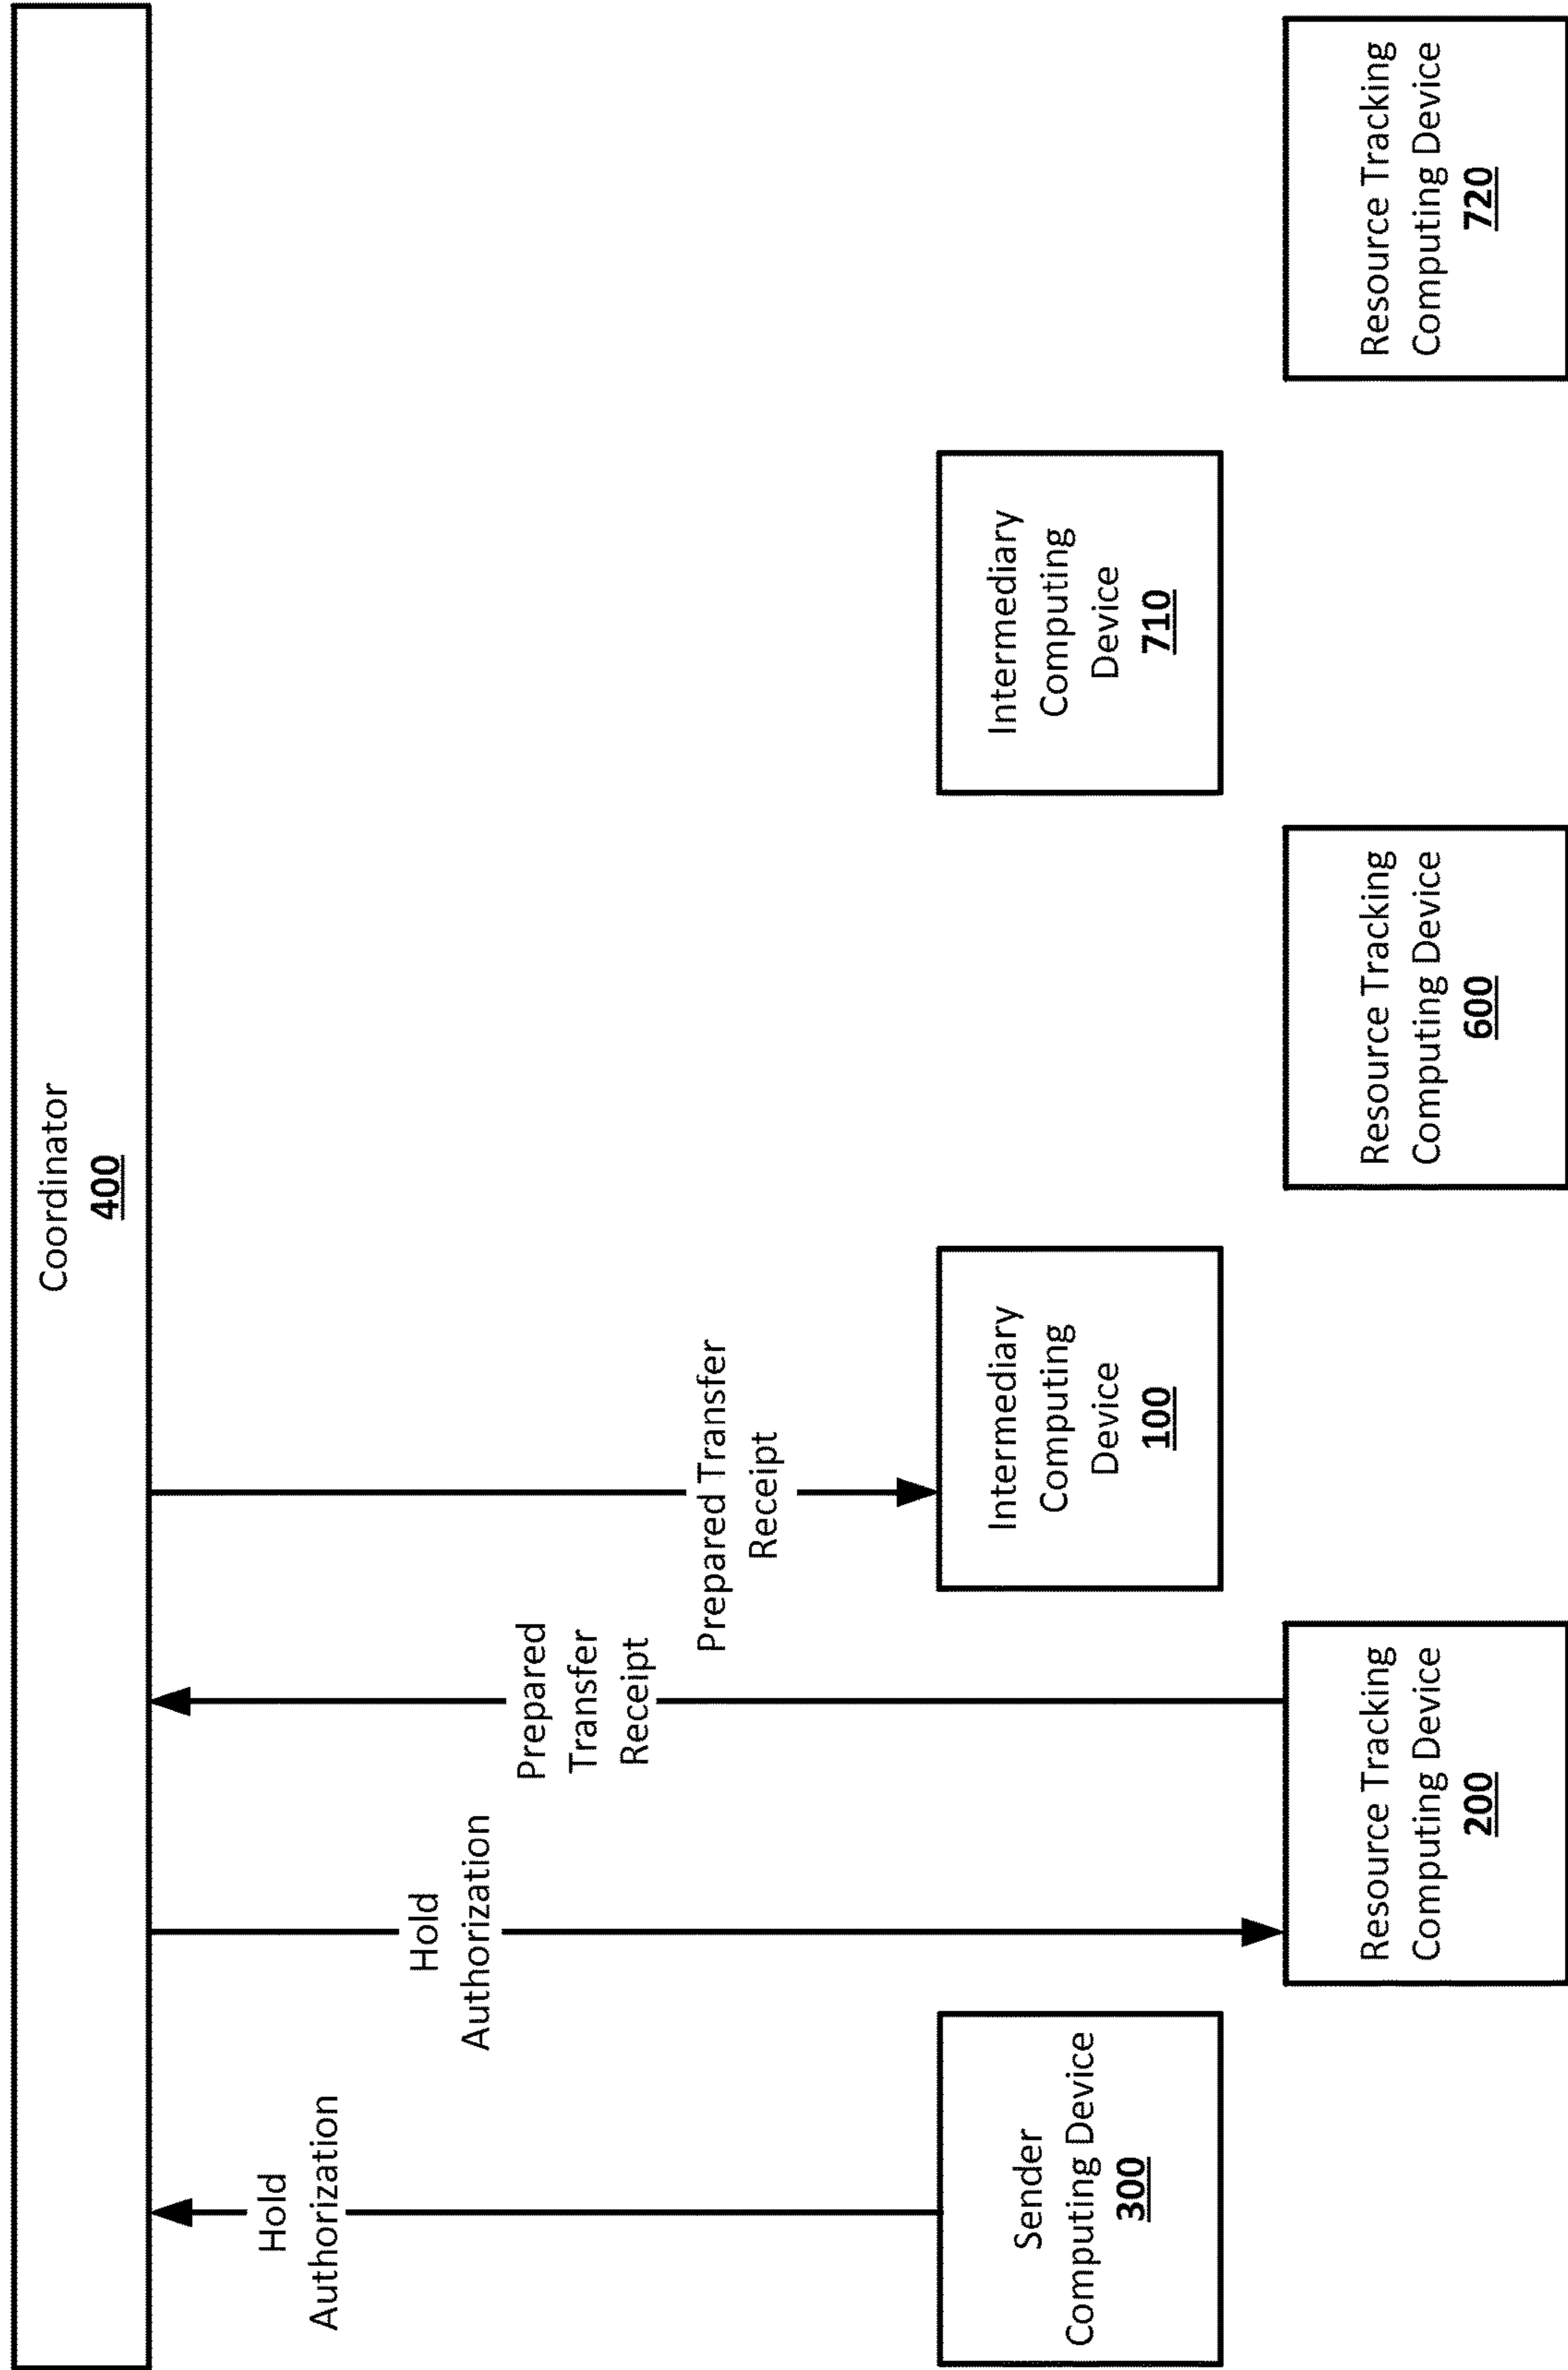 Coordinator
400
Hold
Authorization
Hold
Authorization
Prepared
Transfer
Receipt
Prepared Transfer
Receipt
Sender
Computing Device
300
Intermediary
Computing
Device
100
Intermediary
Computing
Device
710
Resource Tracking
Computing Device
200
Resource Tracking
Computing Device
600
Resource Tracking
Computing Device
720